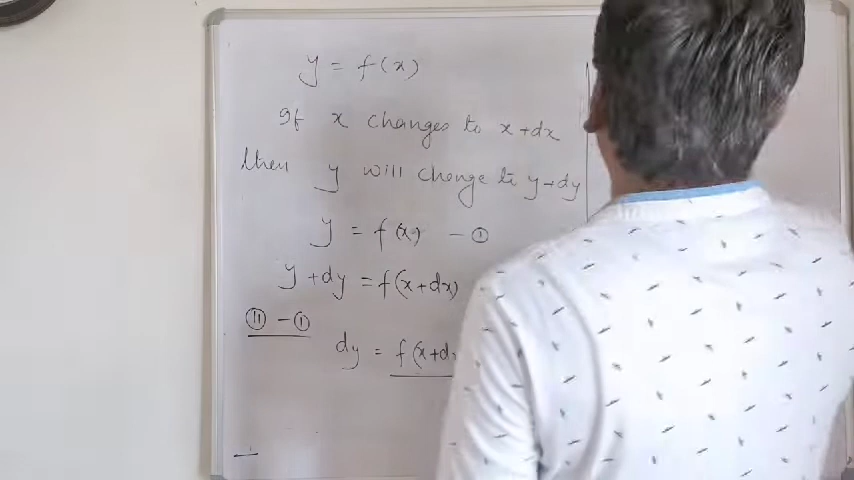 y = f(x)
If x changes to x+dx
then y will change to y+dy
y = f(x) - ①
y + dy = f(x+dx)
⑪ - ①
dy = f(x+d